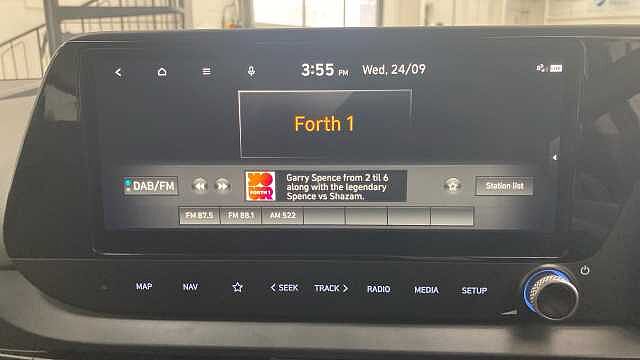 3:55 PM Wed, 24/09
Forth 1
DAB/FM
FORTH 1
Garry Spence from 2 til 6
along with the legendary
Spence vs Shazam.
Station list
FM 87.5 FM 88.1 AM 522
MAP NAV SEEK TRACK RADIO MEDIA SETUP